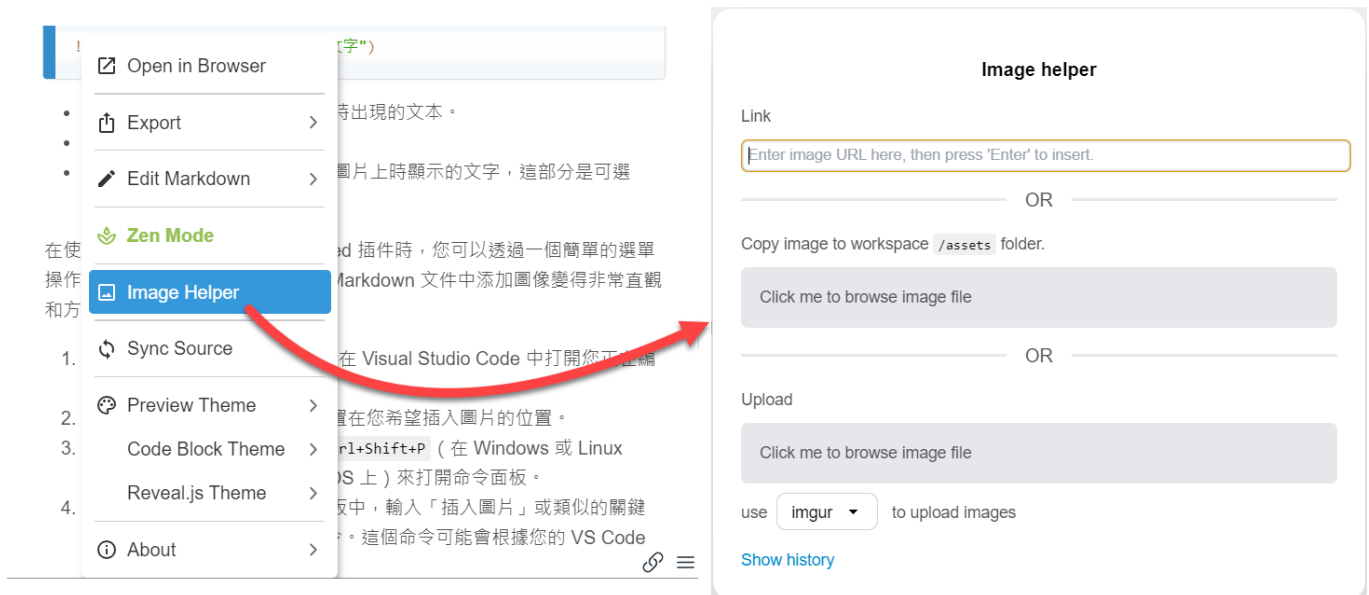 ! 文字")
Open in Browser
時出現的文本。
Export
Edit Markdown
圖片上時顯示的文字，這部分是可選
Zen Mode
在使 ed 插件時，您可以透過一個簡單的選單
操作 Markdown 文件中添加圖像變得非常直觀
和方
Image Helper
Sync Source
1. 在 Visual Studio Code 中打開您正在編
Preview Theme
2. 置在您希望插入圖片的位置。
Code Block Theme
3. rl+Shift+P （在 Windows 或 Linux
OS 上）來打開命令面板。
Reveal.js Theme
4. 板中，輸入「插入圖片」或類似的關鍵
令。這個命令可能會根據您的 VS Code
About
Image helper
Link
Enter image URL here, then press 'Enter' to insert.
OR
Copy image to workspace /assets folder.
Click me to browse image file
OR
Upload
Click me to browse image file
use imgur to upload images
Show history